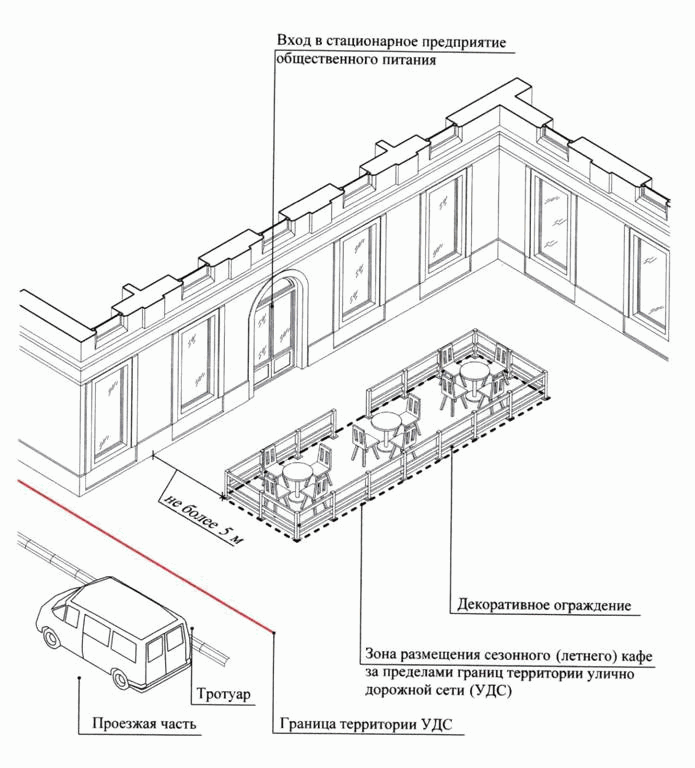 Вход в стационарное предприятие
общественного питания
не более 5 м
Декоративное ограждение
Зона размещения сезонного (летнего) кафе
за пределами границ территории улично
дорожной сети (УДС)
Тротуар
Проезжая часть
Граница территории УДС